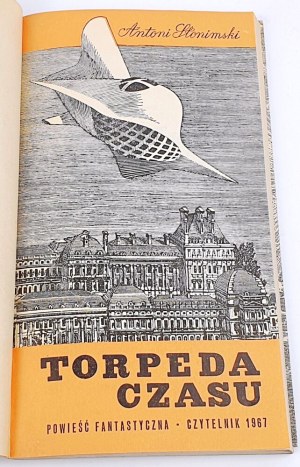 Antoni Słonimski
TORPEDA
CZASU
POWIEŚĆ FANTASTYCZNA • CZYTELNIK 1967